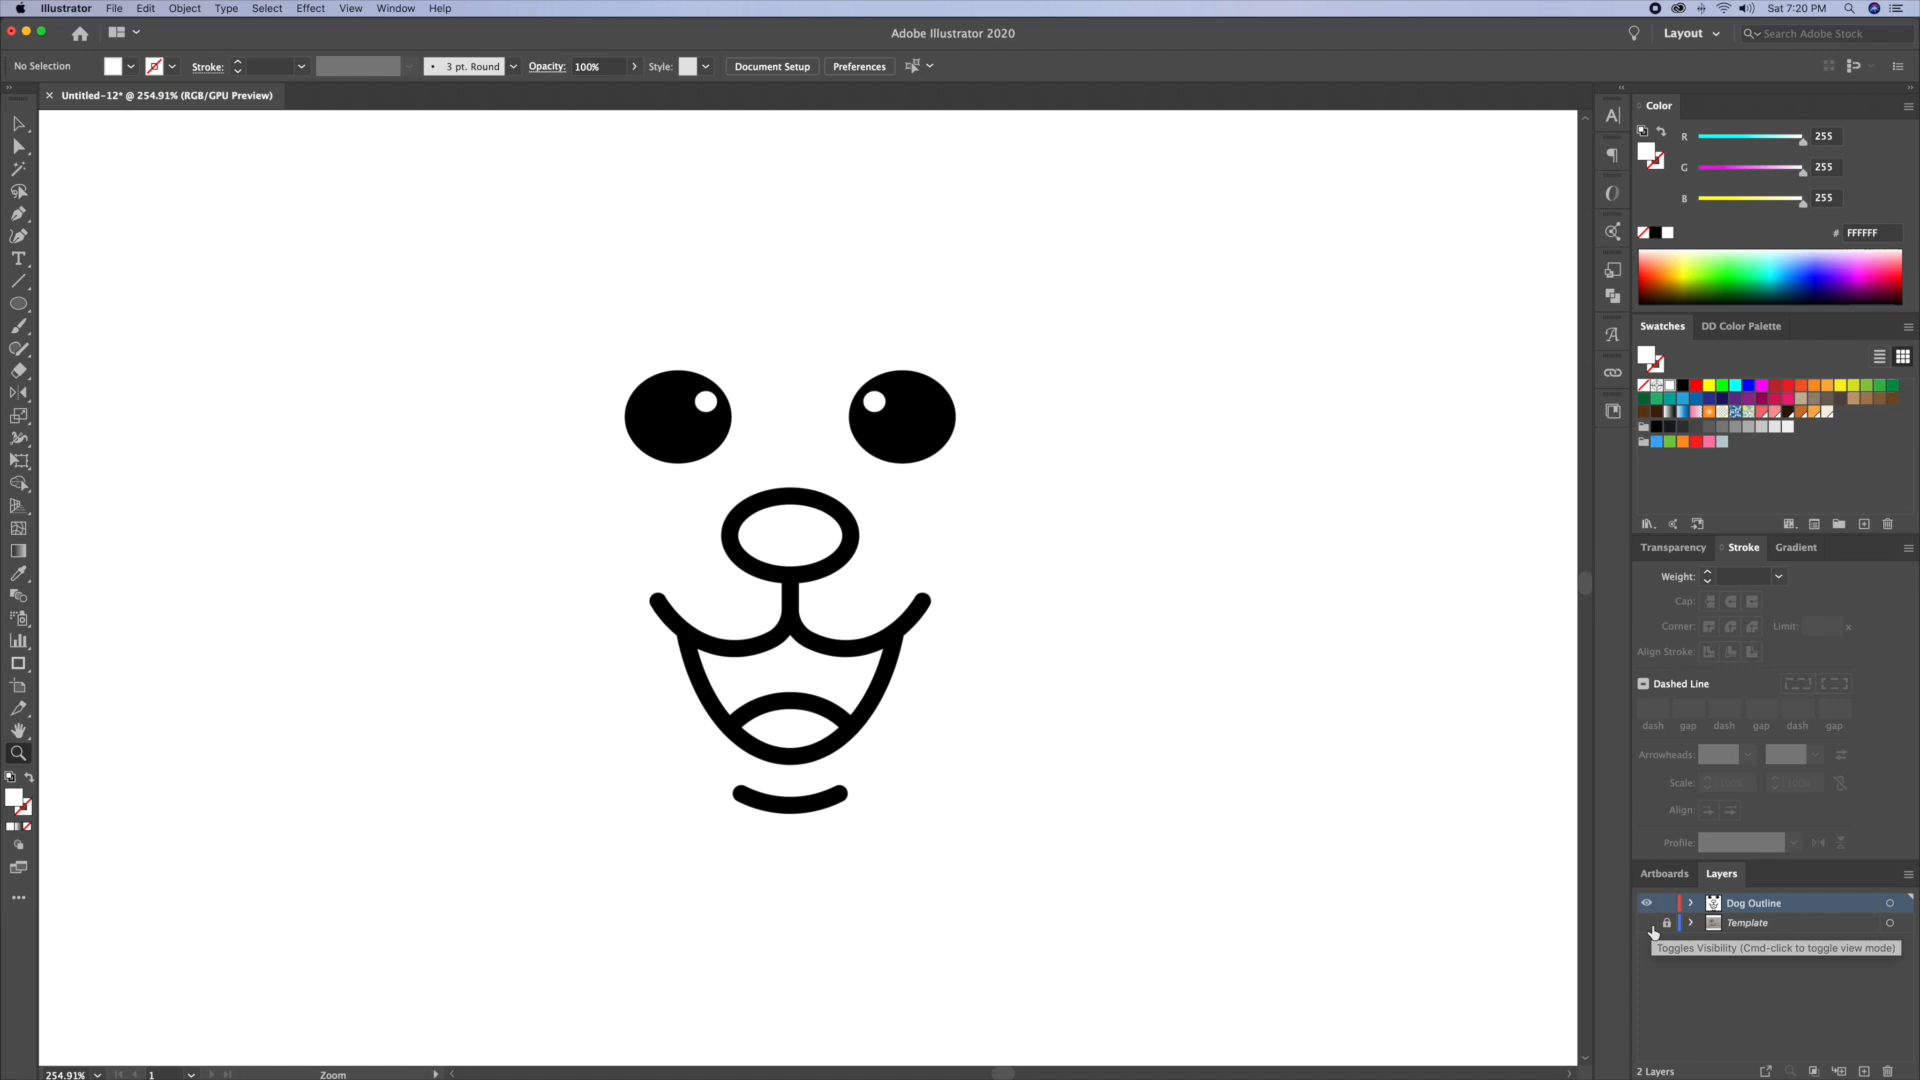 Illustrator File Edit Object Type Select Effect View Window Help Sat 7:20 PM
Adobe Illustrator 2020 Layout Search Adobe Stock
No Selection Stroke: 3 pt. Round Opacity: 100% Style: Document Setup Preferences
Untitled-12* @ 254.91% (RGB/GPU Preview)
Color
R 255
G 255
B 255
# FFFFFF
Swatches DD Color Palette
Transparency Stroke Gradient
Weight:
Cap:
Corner: Limit: x
Align Stroke:
Dashed Line
dash gap dash gap dash gap
Arrowheads:
Scale: 100% 100%
Align:
Profile:
Artboards Layers
Dog Outline
Template
Toggles Visibility (Cmd-click to toggle view mode)
2 Layers
254.91% 1 Zoom